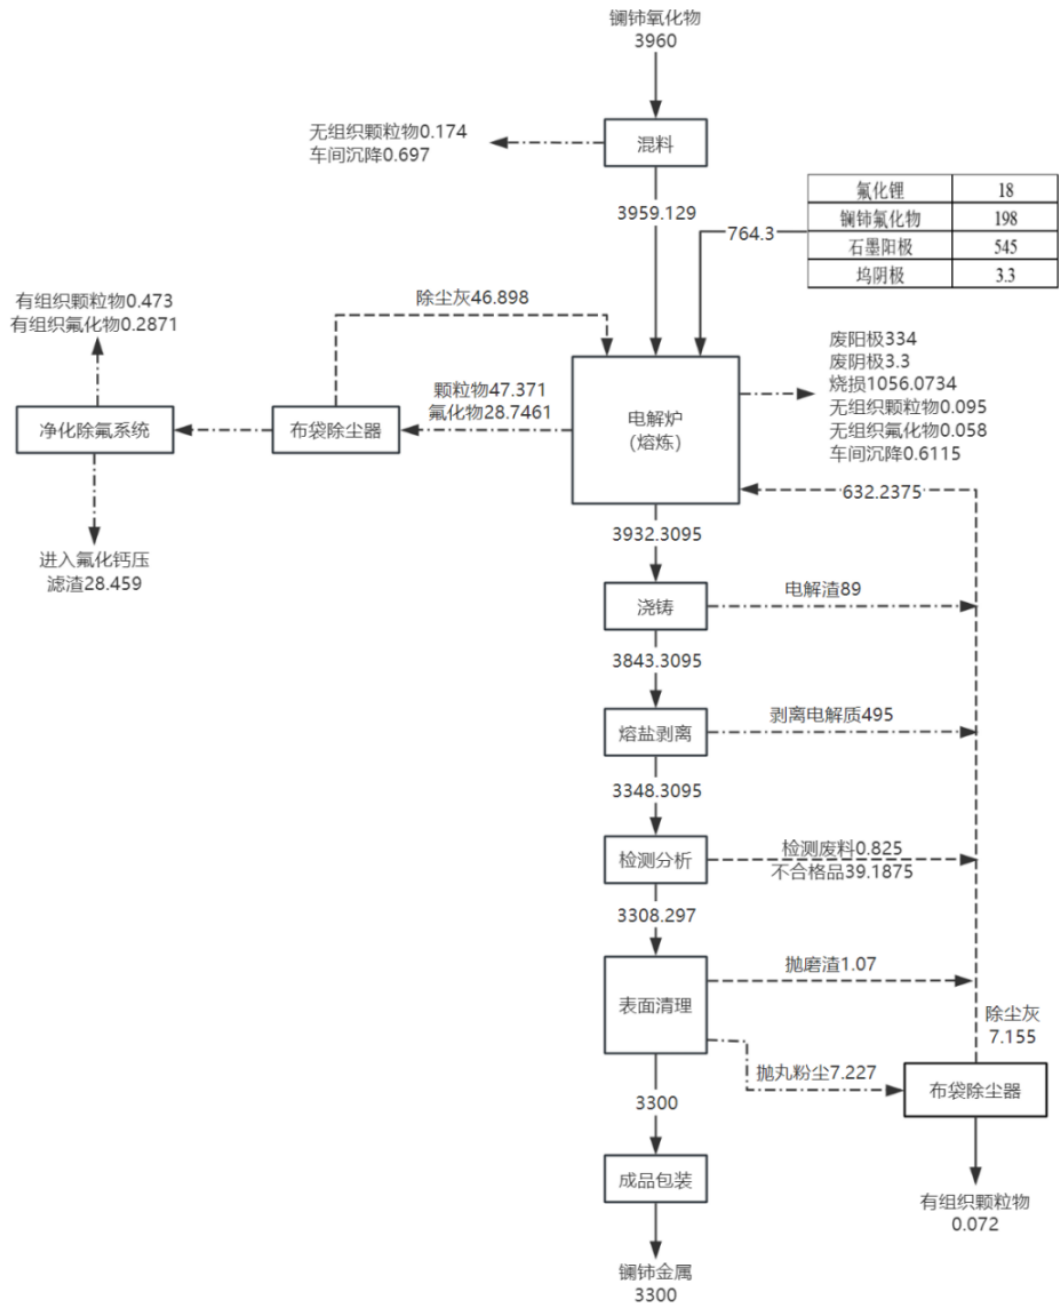 镧铈氧化物
3960
混料
无组织颗粒物0.174
车间沉降0.697
3959.129
氟化锂 18
镧铈氟化物 198
石墨阳极 545
坞阴极 3.3
764.3
除尘灰46.898
有组织颗粒物0.473
有组织氟化物0.2871
净化除氟系统
布袋除尘器
颗粒物47.371
氟化物28.7461
电解炉
（熔炼）
废阳极334
废阴极3.3
烧损1056.0734
无组织颗粒物0.095
无组织氟化物0.058
车间沉降0.6115
632.2375
进入氟化钙压
滤渣28.459
3932.3095
浇铸
电解渣89
3843.3095
熔盐剥离
剥离电解质495
3348.3095
检测分析
检测废料0.825
不合格品39.1875
3308.297
表面清理
抛磨渣1.07
除尘灰
7.155
抛丸粉尘7.227
布袋除尘器
3300
成品包装
有组织颗粒物
0.072
镧铈金属
3300